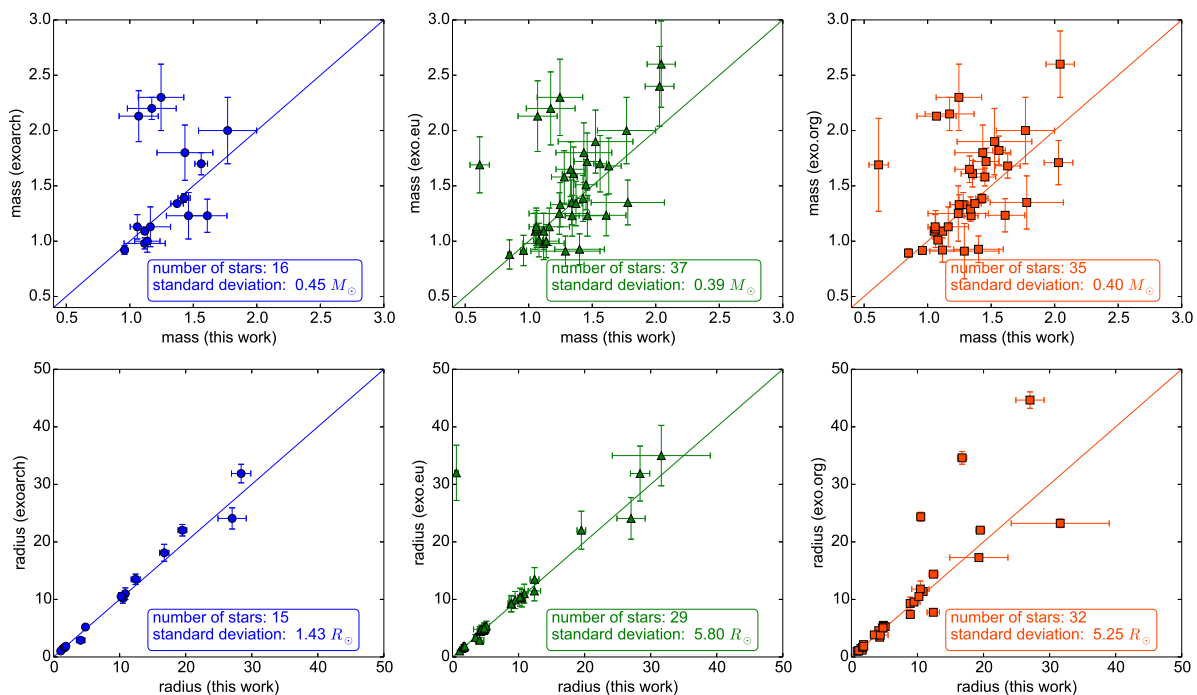 3.0
2.5
2.0
1.5
1.0
0.5
mass (exoarch)
number of stars: 16
standard deviation: 0.45 M☉
0.5 1.0 1.5 2.0 2.5 3.0
mass (this work)
3.0
2.5
2.0
1.5
1.0
0.5
mass (exo.eu)
number of stars: 37
standard deviation: 0.39 M☉
0.5 1.0 1.5 2.0 2.5 3.0
mass (this work)
3.0
2.5
2.0
1.5
1.0
0.5
mass (exo.org)
number of stars: 35
standard deviation: 0.40 M☉
0.5 1.0 1.5 2.0 2.5 3.0
mass (this work)
50
40
30
20
10
0
radius (exoarch)
number of stars: 15
standard deviation: 1.43 R☉
0 10 20 30 40 50
radius (this work)
50
40
30
20
10
0
radius (exo.eu)
number of stars: 29
standard deviation: 5.80 R☉
0 10 20 30 40 50
radius (this work)
50
40
30
20
10
0
radius (exo.org)
number of stars: 32
standard deviation: 5.25 R☉
0 10 20 30 40 50
radius (this work)